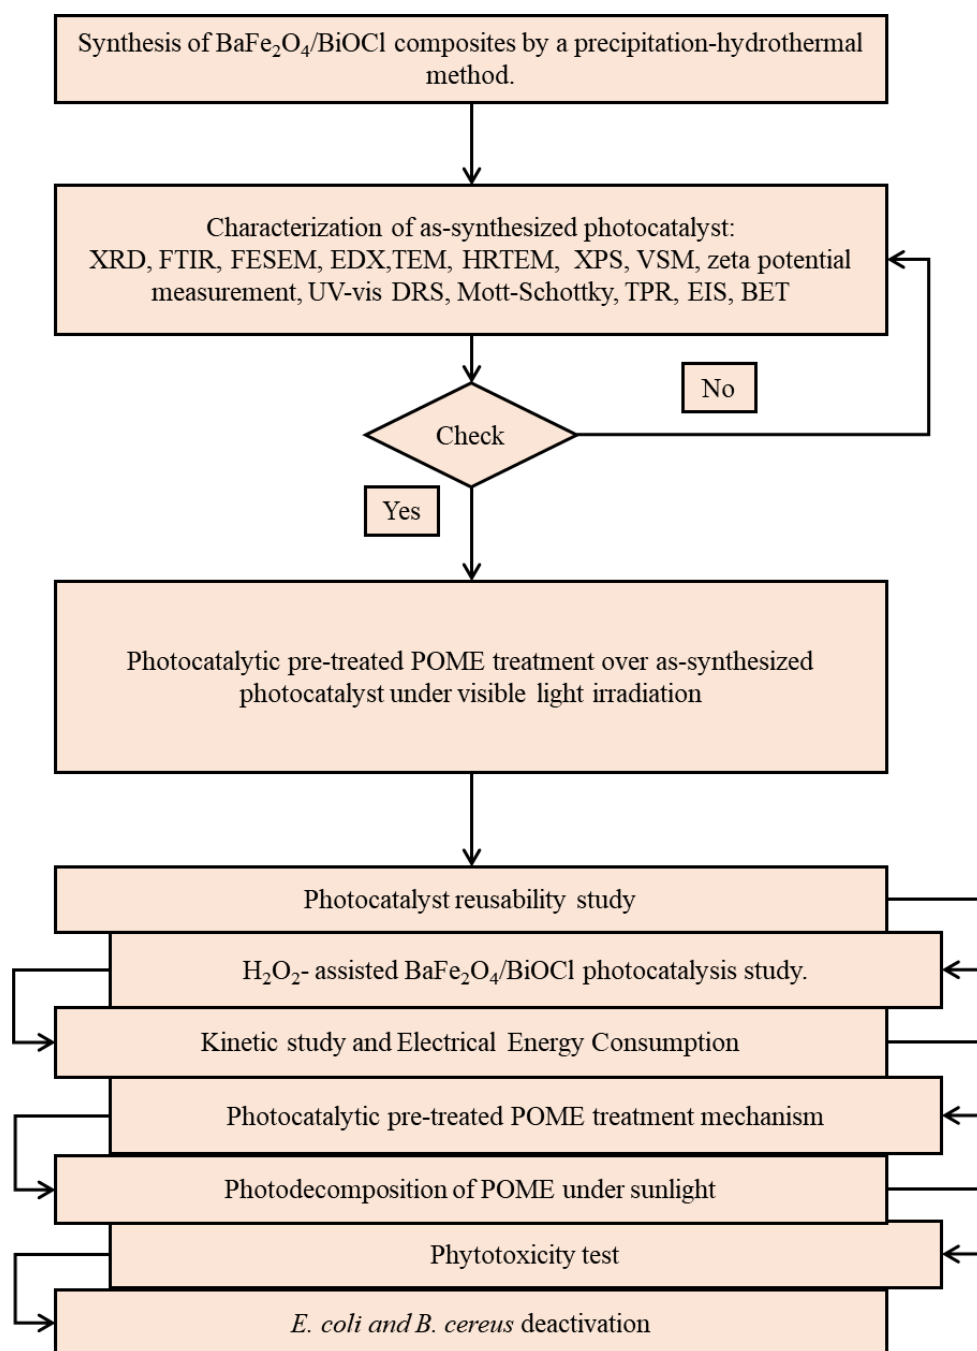 Synthesis of BaFe₂O₄/BiOCl composites by a precipitation-hydrothermal
method.
Characterization of as-synthesized photocatalyst:
XRD, FTIR, FESEM, EDX,TEM, HRTEM, XPS, VSM, zeta potential
measurement, UV-vis DRS, Mott-Schottky, TPR, EIS, BET
No
Check
Yes
Photocatalytic pre-treated POME treatment over as-synthesized
photocatalyst under visible light irradiation
Photocatalyst reusability study
H₂O₂- assisted BaFe₂O₄/BiOCl photocatalysis study.
Kinetic study and Electrical Energy Consumption
Photocatalytic pre-treated POME treatment mechanism
Photodecomposition of POME under sunlight
Phytotoxicity test
E. coli and B. cereus deactivation